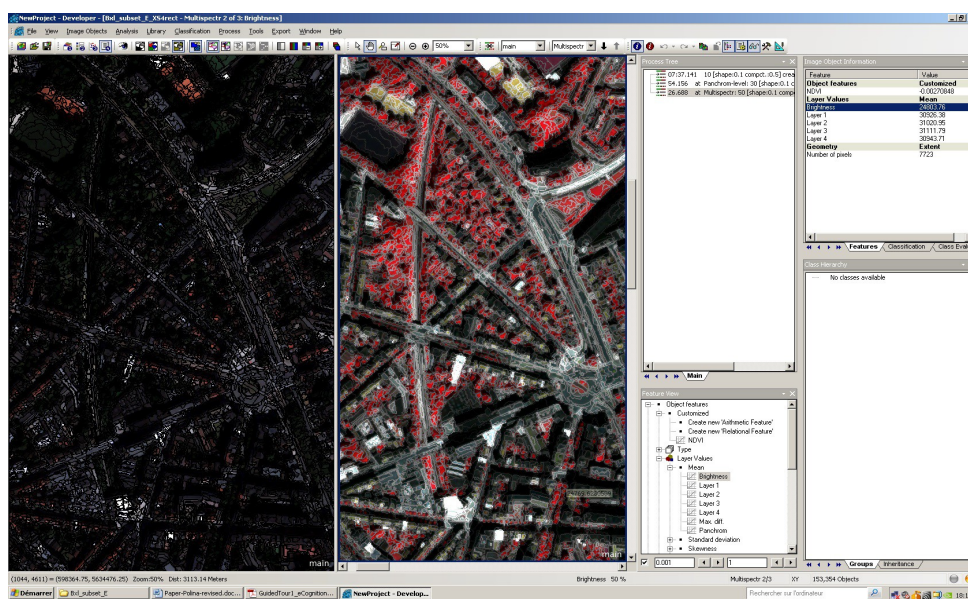 NewProject - Developer - [Bxl_subset_E_XS4rect - Multispectr 2 of 3: Brightness]
File View Image Objects Analysis Library Classification Process Tools Export Window Help
50% main Multispectr
Process Tree
07:37.141 10 [shape:0.1 compct.:0.5] crea
54.156 at Panchrom-level: 30 [shape:0.1 c
26.688 at Multispectr: 50 [shape:0.1 comp
Main
Image Object Information
Feature Value
Object features Customized
NDVI -0.00270848
Layer Values Mean
Brightness 24803.76
Layer 1 30926.38
Layer 2 31020.95
Layer 3 31111.79
Layer 4 30943.71
Geometry Extent
Number of pixels 7723
Features Classification Class Eval
Class Hierarchy
No classes available
Feature View
Object features
Customized
Create new 'Arithmetic Feature'
Create new 'Relational Feature'
NDVI
Type
Layer Values
Mean
Brightness
Layer 1
Layer 2
Layer 3
Layer 4
Max. diff.
Panchrom
Standard deviation
Skewness
0.001 1
Groups Inheritance
main
main
(1044, 4611) = (598364.75, 5634476.25) Zoom:50% Dist: 3113.14 Meters
Brightness 50 %
Multispectr 2/3 XY 153,354 Objects
Démarrer Bxl_subset_E Paper-Polina-revised.doc... GuidedTour1_eCognition... NewProject - Develop...
Rechercher sur l'ordinateur